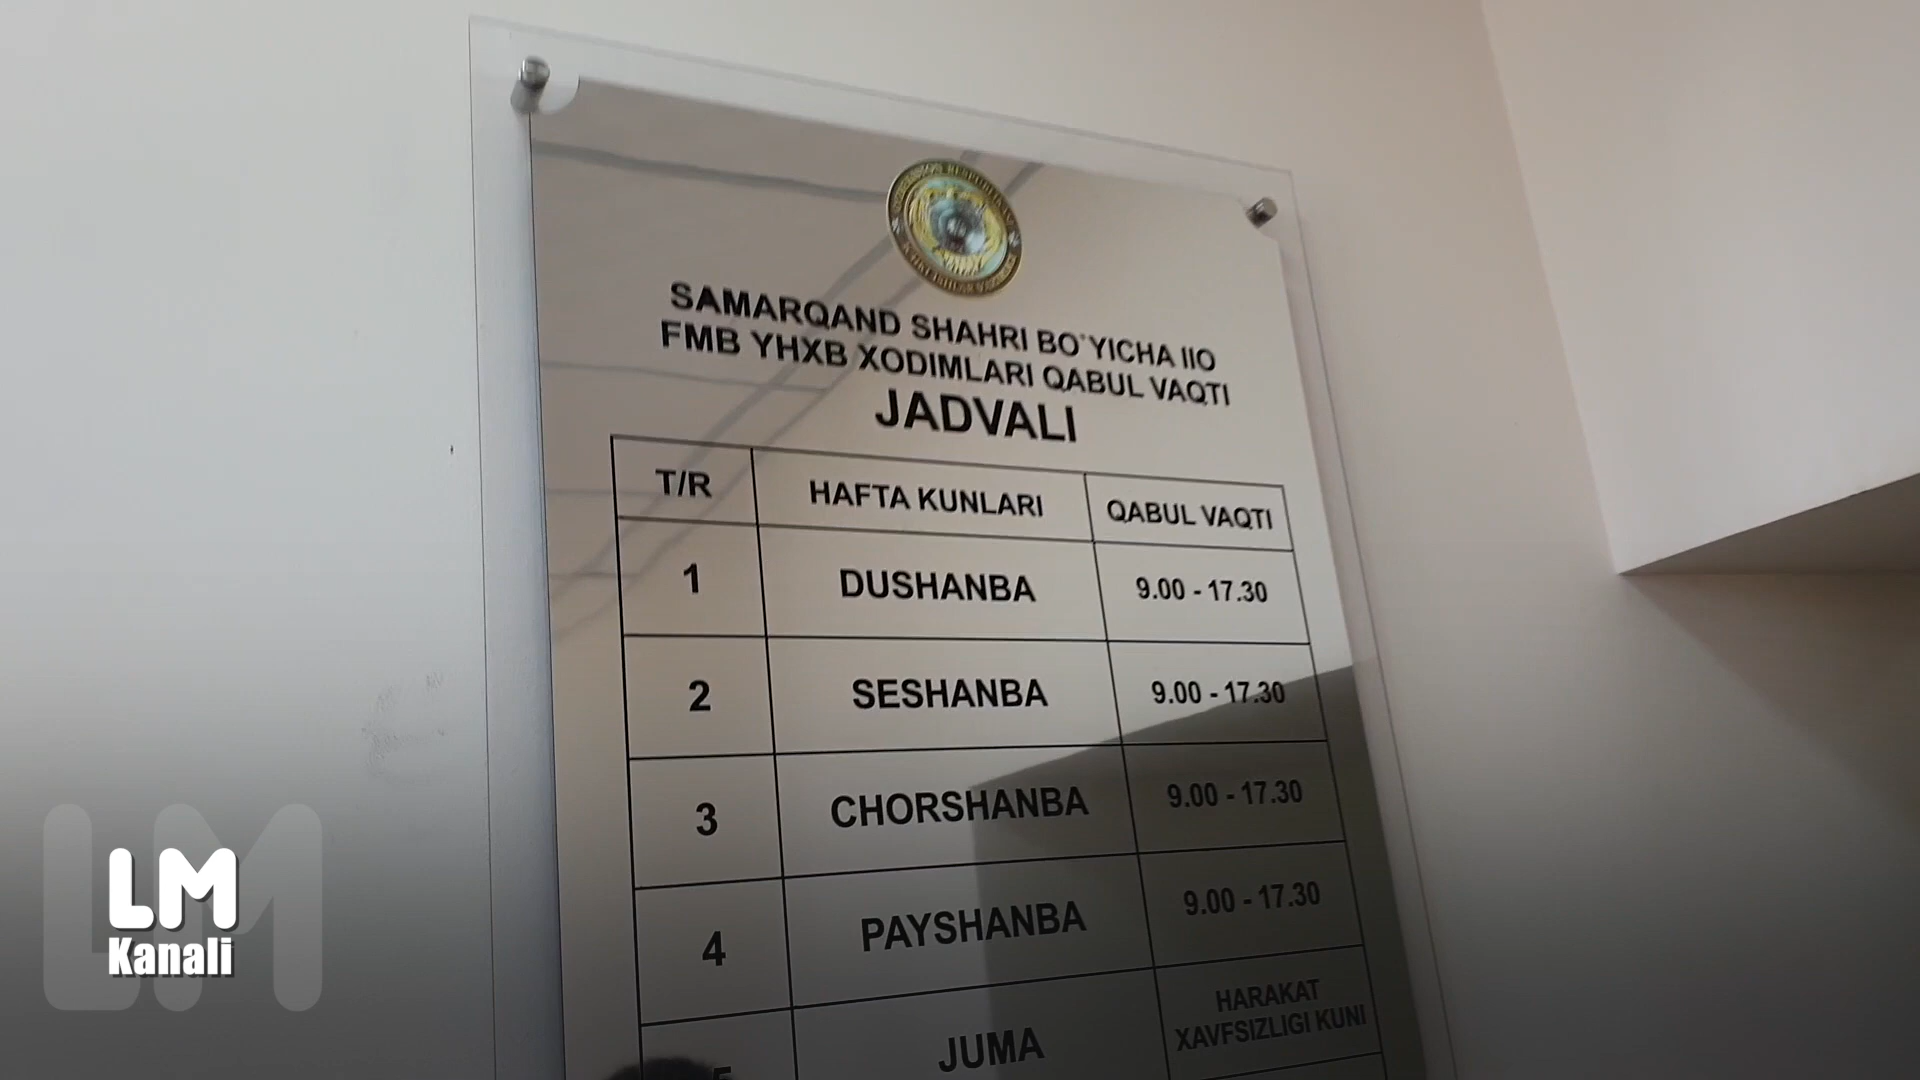 SAMARQAND SHAHRI BO`YICHA IIO
FMB YHXB XODIMLARI QABUL VAQTI
JADVALI
T/R HAFTA KUNLARI QABUL VAQTI
1 DUSHANBA 9.00 - 17.30
2 SESHANBA 9.00 - 17.30
3 CHORSHANBA 9.00 - 17.30
4 PAYSHANBA 9.00 - 17.30
5 JUMA HARAKAT
XAVFSIZLIGI KUNI
LM
Kanali